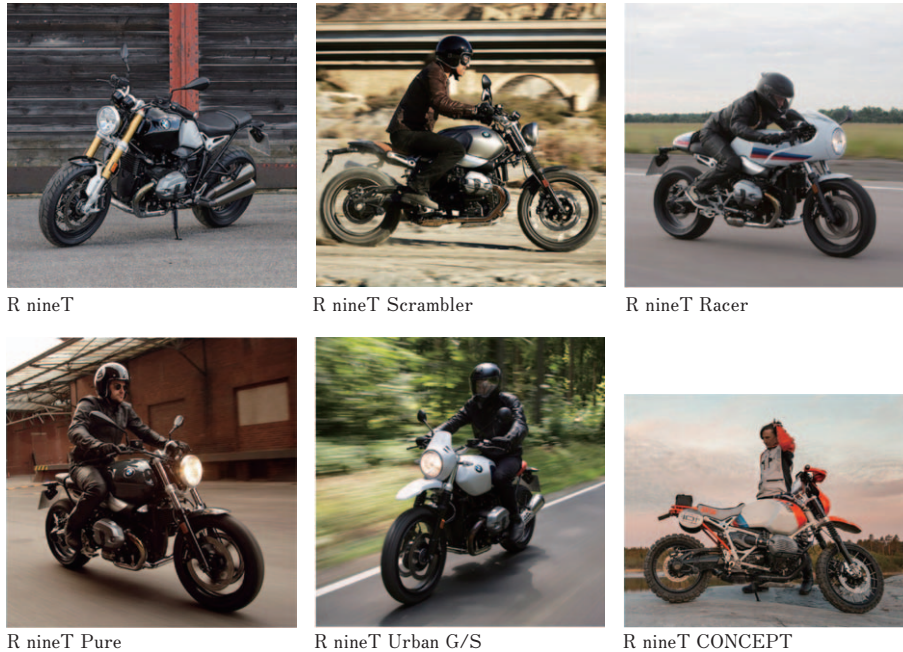 R nineT
R nineT Scrambler
R nineT Racer
R nineT Pure
R nineT Urban G/S
R nineT CONCEPT